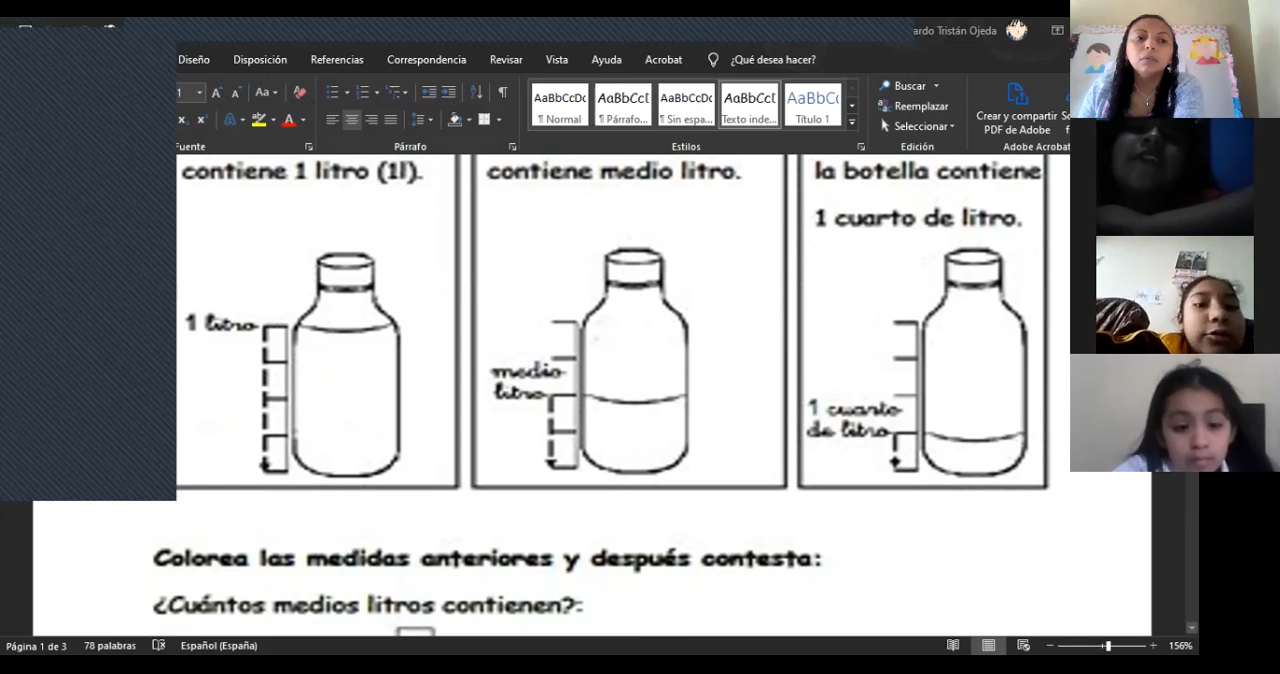 ardo Tristán Ojeda
Diseño Disposición Referencias Correspondencia Revisar Vista Ayuda Acrobat ¿Qué desea hacer?
1 A A Aa
AaBbCcDc AaBbCcI AaBbCcDc AaBbCcI AaBbCc
¶ Normal ¶ Párrafo... ¶ Sin espa... Texto inde... Título 1
Buscar
Reemplazar
Seleccionar
Crear y compartir
PDF de Adobe
uente Párrafo Estilos Edición Adobe Acrobat
contiene 1 litro (1l).
1 litro
contiene medio litro.
medio
litro
la botella contiene
1 cuarto de litro.
1 cuarto
de litro
Colorea las medidas anteriores y después contesta:
¿Cuántos medios litros contienen?:
Página 1 de 3 78 palabras Español (España) 156%